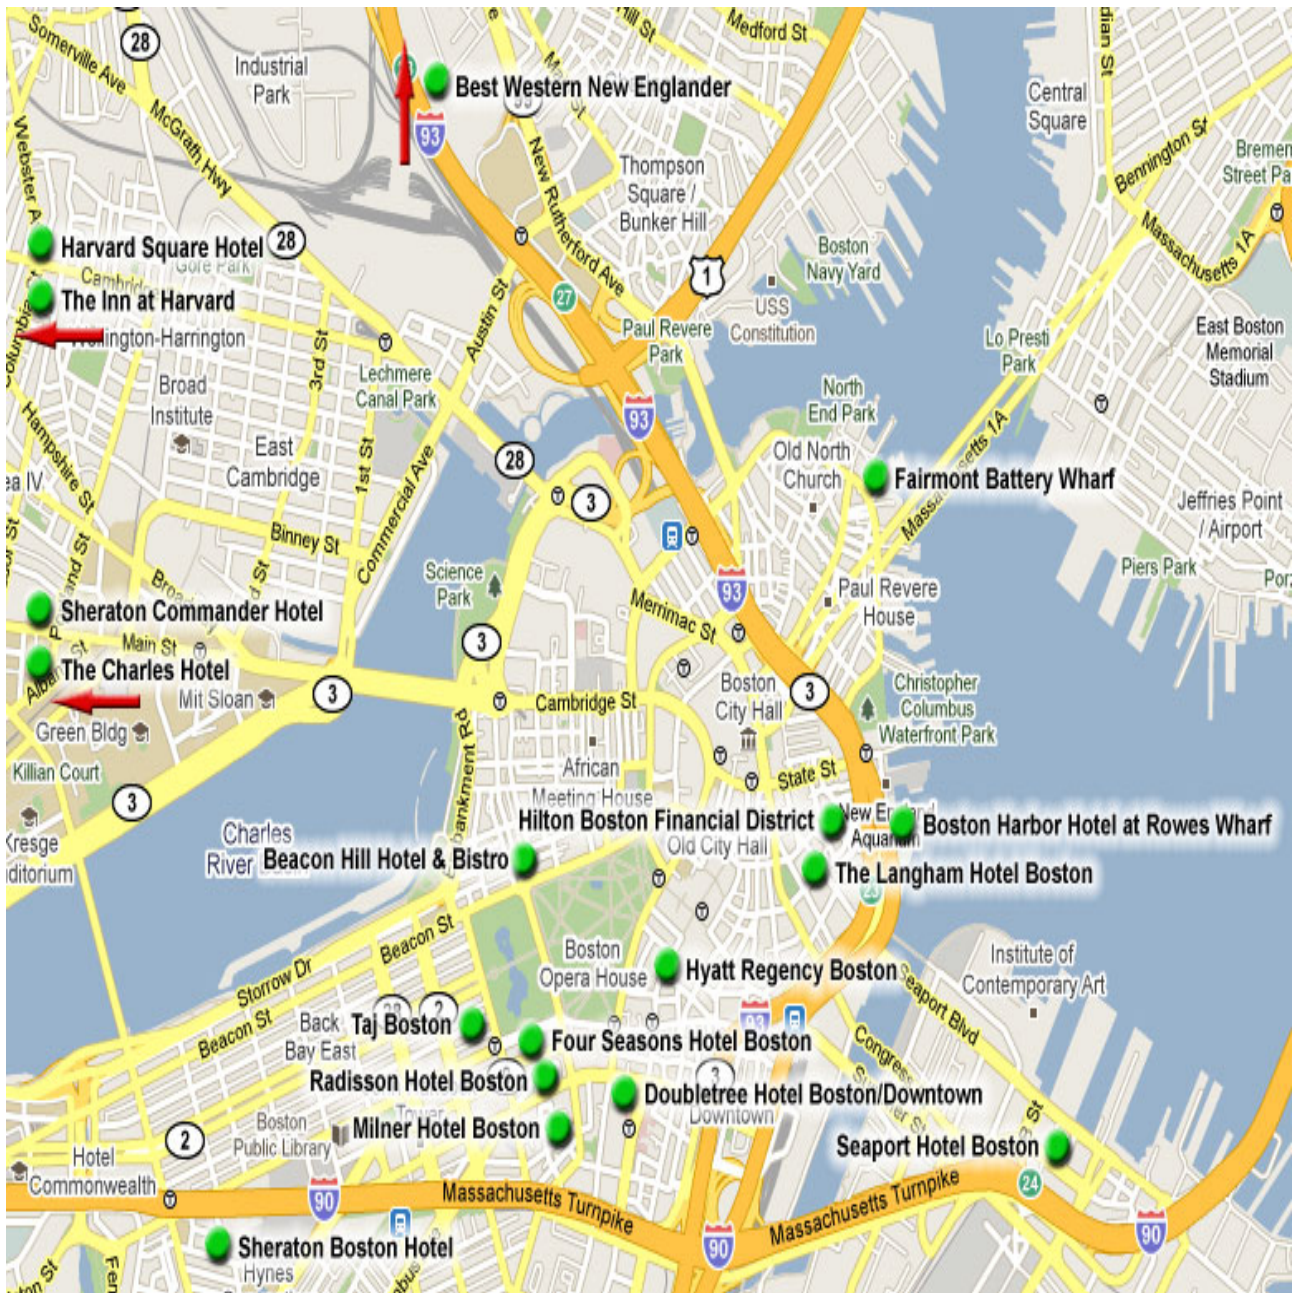 Somerville Ave
28
Industrial
Park
Medford St
Best Western New Englander
93
Central
Square
Bennington St
Webster A
McGrath Hwy
New Rutherford Ave
Thompson
Square /
Bunker Hill
Massachusetts 1A
Harvard Square Hotel
28
Gore Park
Cambridge
The Inn at Harvard
Columbia
Wellington-Harrington
Austin St
27
1
Boston
Navy Yard
USS
Constitution
Paul Revere
Park
Lo Presti
Park
East Boston
Memorial
Stadium
3rd St
Lechmere
Canal Park
Broad
Institute
93
North
End Park
Hampshire St
East
Cambridge
1st St
Commercial Ave
28
3
Old North
Church
Fairmont Battery Wharf
Massachusetts 1A
Jeffries Point
/ Airport
Binney St
Science
Park
Piers Park
93
Merrimac St
Paul Revere
House
Sheraton Commander Hotel
Main St
3
The Charles Hotel
Mit Sloan
3
Cambridge St
Boston
City Hall
3
Christopher
Columbus
Waterfront Park
Green Bldg
Killian Court
3
African
Meeting House
State St
Kresge
Charles
River
Hilton Boston Financial District
Boston Harbor Hotel at Rowes Wharf
Old City Hall
Beacon Hill Hotel & Bistro
The Langham Hotel Boston
Beacon St
Storrow Dr
Boston
Opera House
Hyatt Regency Boston
Institute of
Contemporary Art
Seaport Blvd
Beacon St
Back
Bay East
2
Taj Boston
93
Four Seasons Hotel Boston
Congress
Radisson Hotel Boston
3
Doubletree Hotel Boston/Downtown
Downtown
Boston
Public Library
Milner Hotel Boston
2
Seaport Hotel Boston
Hotel
Commonwealth
24
90
Massachusetts Turnpike
Massachusetts Turnpike
90
90
Sheraton Boston Hotel
Hynes